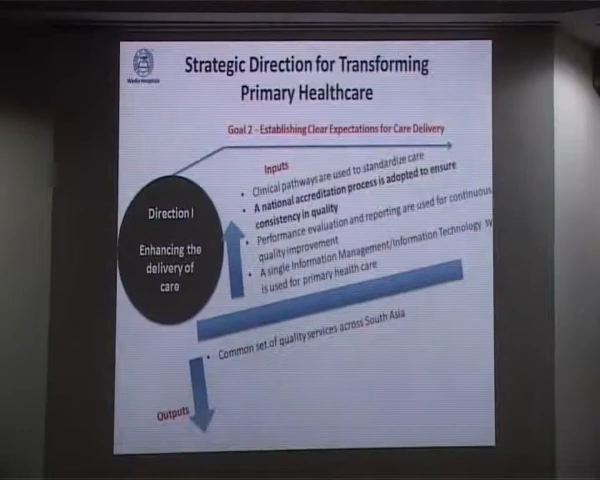 Strategic Direction for Transforming
Primary Healthcare
Goal 2 – Establishing Clear Expectations for Care Delivery
Inputs
• Clinical pathways are used to standardize care
• A national accreditation process is adopted to ensure
consistency in quality
• Performance evaluation and reporting are used for continuous
quality improvement
• A single Information Management/Information Technology
is used for primary health care
Direction I
Enhancing the
delivery of
care
• Common set of quality services across South Asia
Outputs